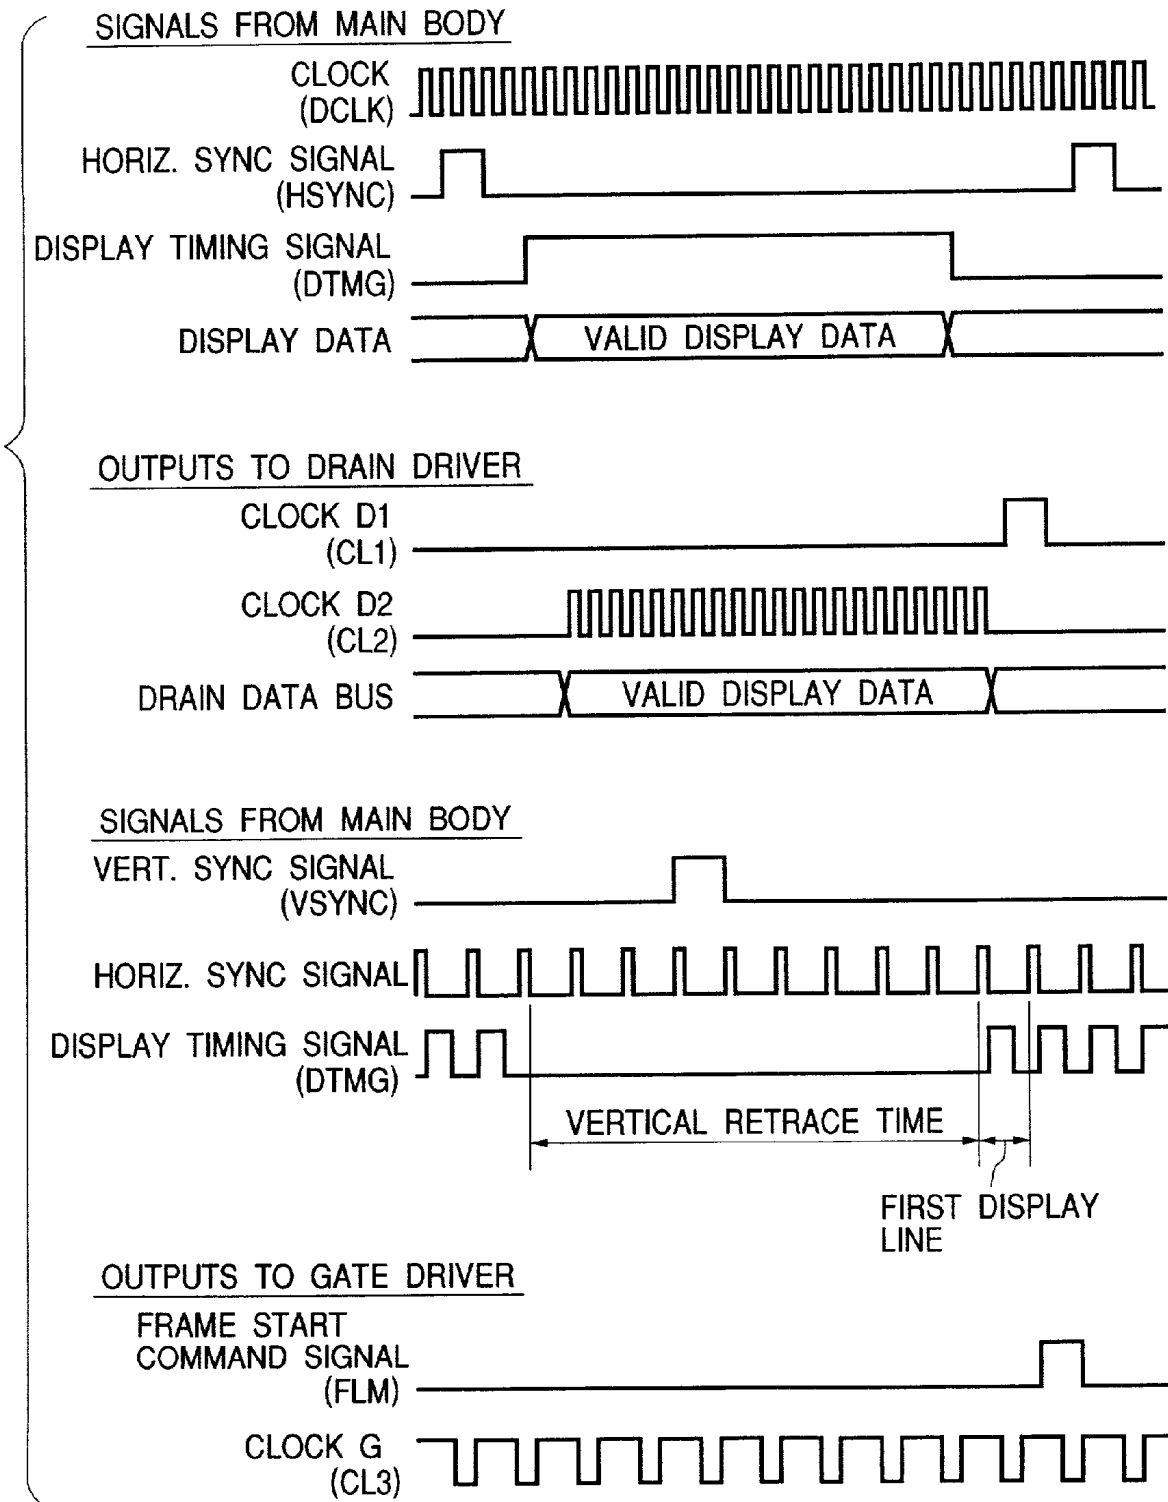 SIGNALS FROM MAIN BODY
CLOCK
(DCLK)
HORIZ. SYNC SIGNAL
(HSYNC)
DISPLAY TIMING SIGNAL
(DTMG)
DISPLAY DATA
VALID DISPLAY DATA
OUTPUTS TO DRAIN DRIVER
CLOCK D1
(CL1)
CLOCK D2
(CL2)
DRAIN DATA BUS
VALID DISPLAY DATA
SIGNALS FROM MAIN BODY
VERT. SYNC SIGNAL
(VSYNC)
HORIZ. SYNC SIGNAL
DISPLAY TIMING SIGNAL
(DTMG)
VERTICAL RETRACE TIME
FIRST DISPLAY
LINE
OUTPUTS TO GATE DRIVER
FRAME START
COMMAND SIGNAL
(FLM)
CLOCK G
(CL3)